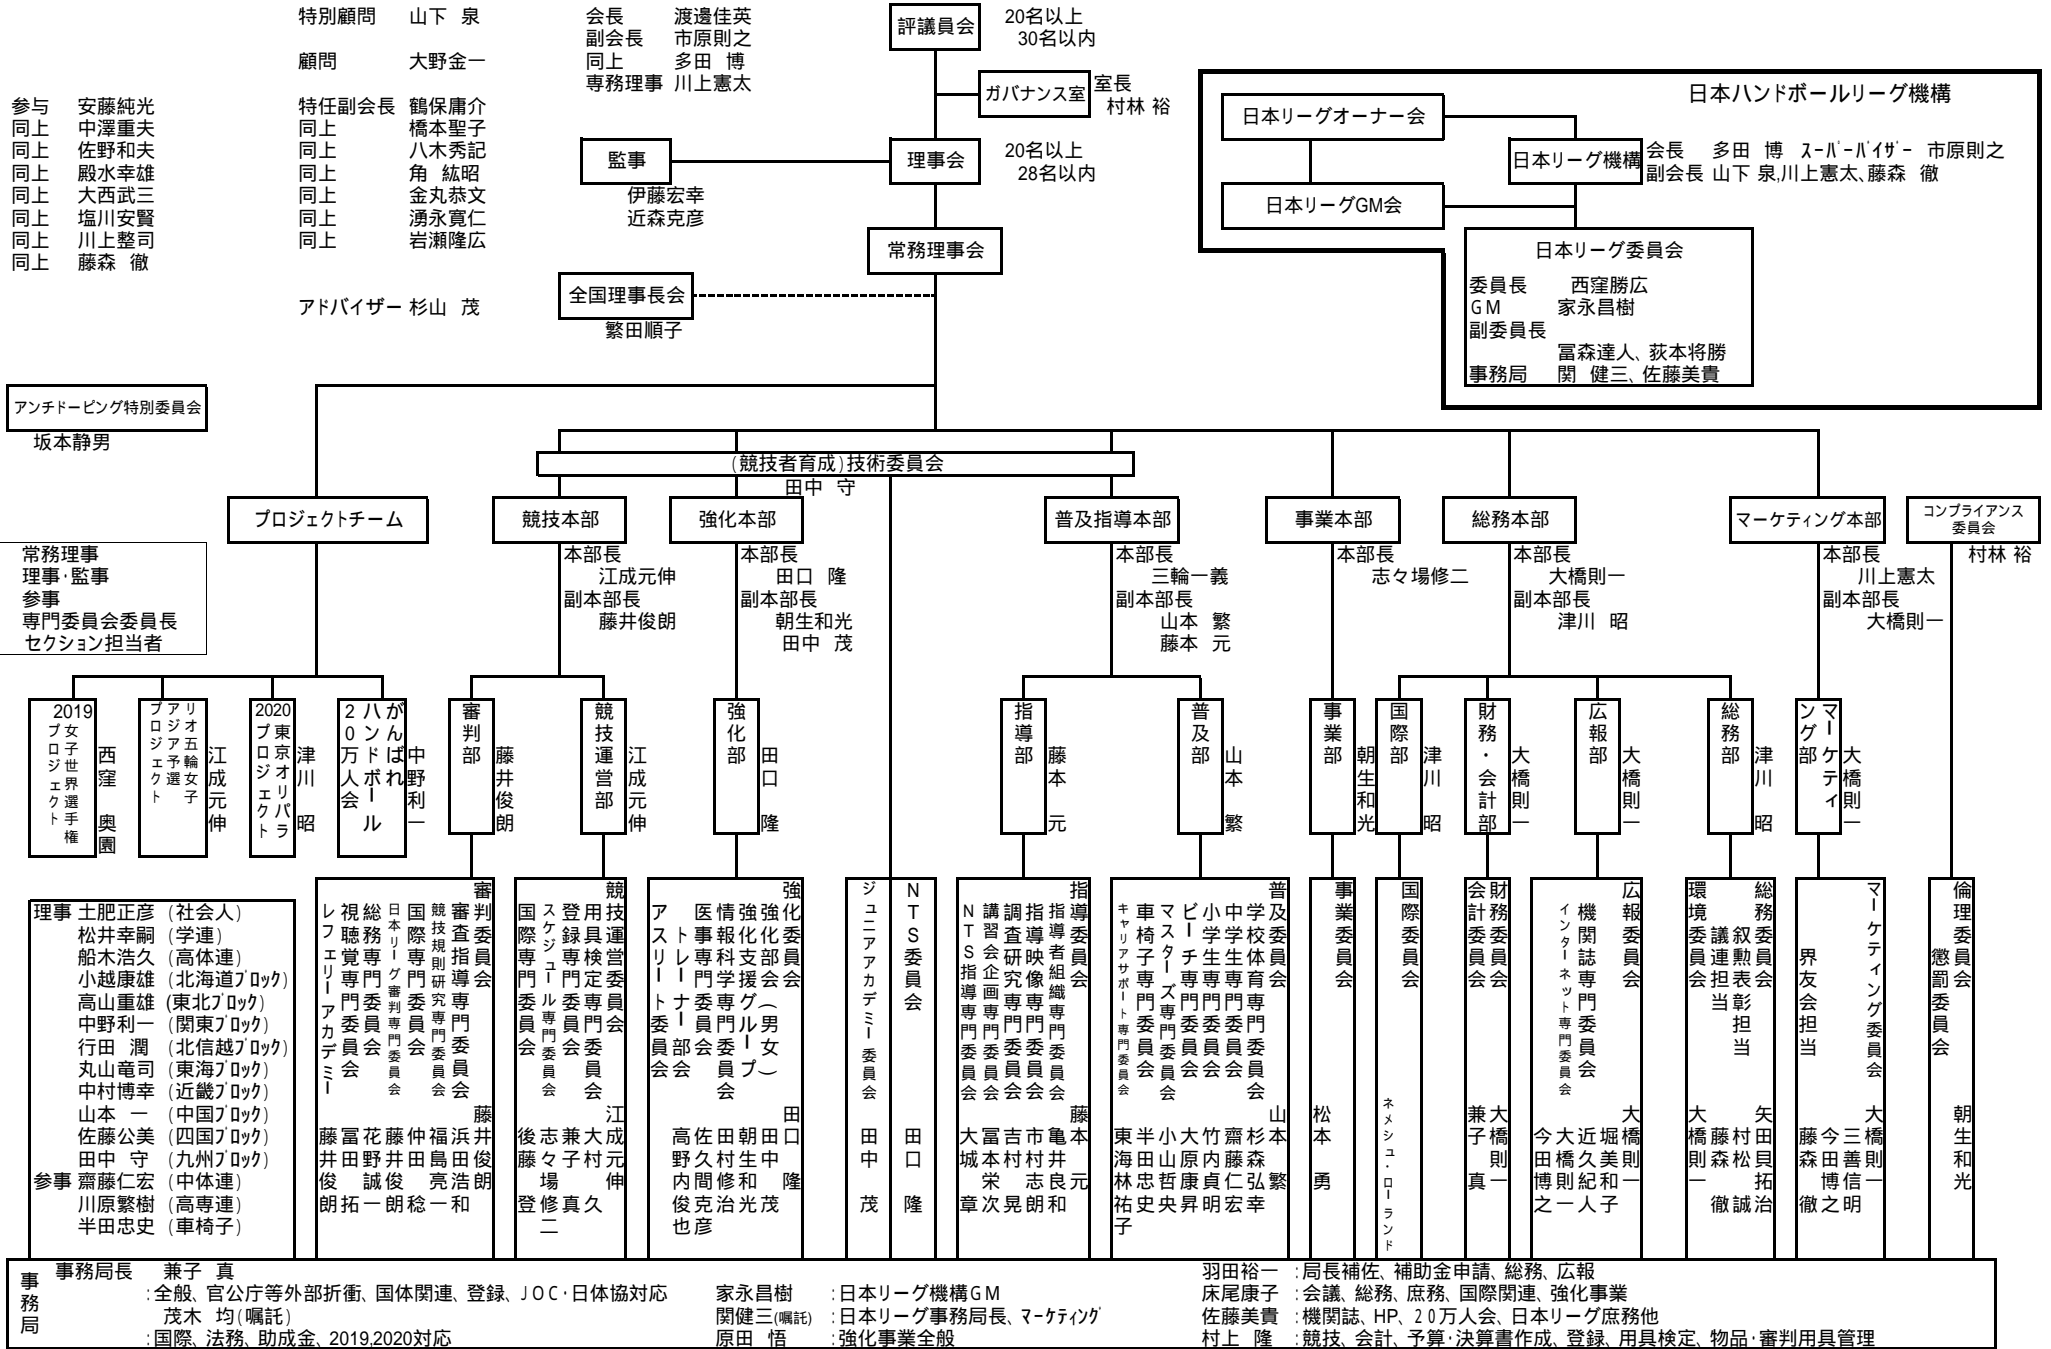 特別顧問 山下 泉
顧問 大野金一
会長 渡邊佳英
副会長 市原則之
同上 多田 博
専務理事 川上憲太
評議員会
20名以上
30名以内
ガバナンス室
室長
村林 裕
参与 安藤純光
同上 中澤重夫
同上 佐野和夫
同上 殿水幸雄
同上 大西武三
同上 塩川安賢
同上 川上整司
同上 藤森 徹
特任副会長 鶴保庸介
同上 橋本聖子
同上 八木秀記
同上 角 紘昭
同上 金丸恭文
同上 湧永寛仁
同上 岩瀬隆広
アドバイザー 杉山 茂
監事
伊藤宏幸
近森克彦
理事会
20名以上
28名以内
常務理事会
全国理事長会
繁田順子
日本ハンドボールリーグ機構
日本リーグオーナー会
日本リーグ機構
会長 多田 博 スーパーバイザー 市原則之
副会長 山下 泉,川上憲太、藤森 徹
日本リーグGM会
日本リーグ委員会
委員長 西窪勝広
GM 家永昌樹
副委員長
冨森達人、荻本将勝
事務局 関 健三、佐藤美貴
アンチドーピング特別委員会
坂本静男
(競技者育成)技術委員会
田中 守
プロジェクトチーム
競技本部
本部長
江成元伸
副本部長
藤井俊朗
強化本部
本部長
田口 隆
副本部長
朝生和光
田中 茂
普及指導本部
本部長
三輪一義
副本部長
山本 繁
藤本 元
事業本部
本部長
志々場修二
総務本部
本部長
大橋則一
副本部長
津川 昭
マーケティング本部
本部長
川上憲太
副本部長
大橋則一
コンプライアンス
委員会
村林 裕
常務理事
理事・監事
参事
専門委員会委員長
セクション担当者
2019
女子世界選手権
プロジェクト
西窪 奥園
リオ五輪女子
アジア予選
プロジェクト
江成元伸
2020
東京オリパラ
プロジェクト
津川 昭
がんばれ
ハンドボール
20万人会
中野利一
審判部
藤井俊朗
競技運営部
江成元伸
強化部
田口 隆
指導部
藤本 元
普及部
山本 繁
事業部
朝生和光
国際部
津川 昭
財務・会計部
大橋則一
広報部
大橋則一
総務部
津川 昭
マーケティング部
大橋則一
理事 土肥正彦 (社会人)
松井幸嗣 (学連)
船木浩久 (高体連)
小越康雄 (北海道ブロック)
高山重雄 (東北ブロック)
中野利一 (関東ブロック)
行田 潤 (北信越ブロック)
丸山竜司 (東海ブロック)
中村博幸 (近畿ブロック)
山本 一 (中国ブロック)
佐藤公美 (四国ブロック)
田中 守 (九州ブロック)
参事 齋藤仁宏 (中体連)
川原繁樹 (高専連)
半田忠史 (車椅子)
審判委員会 藤井俊朗
審査指導専門委員会 浜田浩和
競技規則研究専門委員会 福島亮一
国際専門委員会 仲田 稔
日本リーグ審判専門委員会 藤井俊朗
総務専門委員会 花野誠一
視聴覚専門委員会 冨田 拓
レフェリーアカデミー 藤井俊朗
競技運営委員会 江成元伸
用具検定専門委員会 大村 久
登録専門委員会 兼子 真
スケジュール専門委員会 志々場修二
国際専門委員会 後藤 登
強化委員会 田口 隆
強化部会(男女) 田中 茂
強化支援グループ 朝生和光
情報科学専門委員会 田村修治
医事専門委員会 佐久間克彦
トレーナー部会 高野内俊也
アスリート委員会
ジュニアアカデミー委員会 田中 茂
NTS委員会 田口 隆
指導委員会 藤本 元
指導者組織専門委員会 亀井良和
指導映像専門委員会 市村志朗
調査研究専門委員会 吉村 晃
講習会企画専門委員会 冨本栄次
NTS指導専門委員会 大城 章
普及委員会 山本 繁
学校体育専門委員会 杉森弘幸
中学生専門委員会 齋藤仁宏
小学生専門委員会 竹内貞明
ビーチ専門委員会 大原康昇
マスターズ専門委員会 小山哲央
車椅子専門委員会 半田忠史
キャリアサポート専門委員会 東海林祐子
事業委員会 松本 勇
国際委員会 ネメシュ・ローランド
財務委員会 大橋則一
会計委員会 兼子 真
広報委員会 大橋則一
機関誌専門委員会 堀美和子
近久紀人
インターネット専門委員会 大橋則一
今田博之
総務委員会 矢田貝拓治
叙勲表彰担当 村松 誠
議連担当 藤森 徹
環境委員会 大橋則一
マーケティング委員会 大橋則一
三善信明
今田博之
界友会担当 藤森 徹
倫理委員会 朝生和光
懲罰委員会
事務局
事務局長 兼子 真
:全般、官公庁等外部折衝、国体関連、登録、JOC・日体協対応
茂木 均(嘱託)
:国際、法務、助成金、2019,2020対応
家永昌樹 :日本リーグ機構GM
関健三(嘱託) :日本リーグ事務局長、マーケティング
原田 悟 :強化事業全般
羽田裕一 :局長補佐、補助金申請、総務、広報
床尾康子 :会議、総務、庶務、国際関連、強化事業
佐藤美貴 :機関誌、HP、20万人会、日本リーグ庶務他
村上 隆 :競技、会計、予算・決算書作成、登録、用具検定、物品・審判用具管理